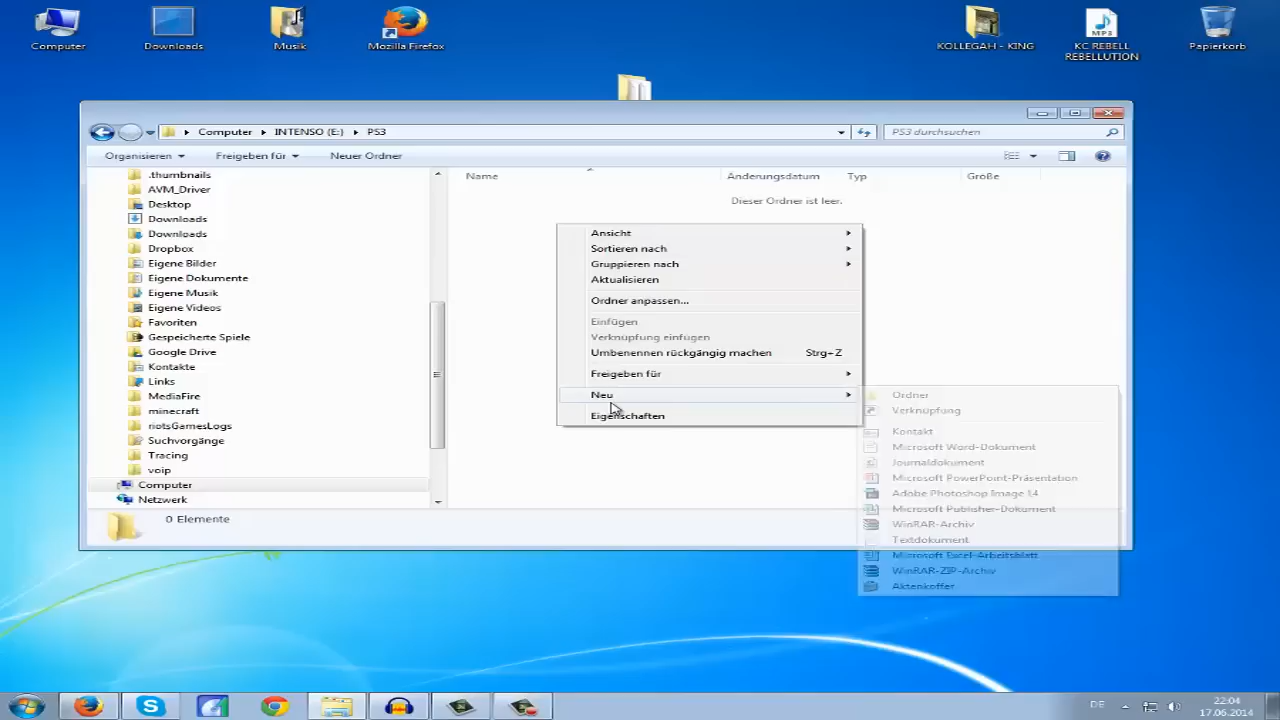 Computer
Downloads
Musik
Mozilla Firefox
KOLLEGAH - KING
KC REBELL
REBELLUTION
Papierkorb
MP3
Computer
INTENSO (E:)
PS3
PS3 durchsuchen
Organisieren
Freigeben für
Neuer Ordner
.thumbnails
AVM_Driver
Desktop
Downloads
Downloads
Dropbox
Eigene Bilder
Eigene Dokumente
Eigene Musik
Eigene Videos
Favoriten
Gespeicherte Spiele
Google Drive
Kontakte
Links
MediaFire
minecraft
riotsGamesLogs
Suchvorgänge
Tracing
voip
Computer
Netzwerk
0 Elemente
Name
Änderungsdatum
Typ
Größe
Dieser Ordner ist leer.
Ansicht
Sortieren nach
Gruppieren nach
Aktualisieren
Ordner anpassen...
Einfügen
Verknüpfung einfügen
Umbenennen rückgängig machen Strg+Z
Freigeben für
Neu
Eigenschaften
Ordner
Verknüpfung
Kontakt
Microsoft Word-Dokument
Journaldokument
Microsoft PowerPoint-Präsentation
Adobe Photoshop Image 14
Microsoft Publisher-Dokument
WinRAR-Archiv
Textdokument
Microsoft Excel-Arbeitsblatt
WinRAR-ZIP-Archiv
Aktenkoffer
DE
22:04
17.06.2014